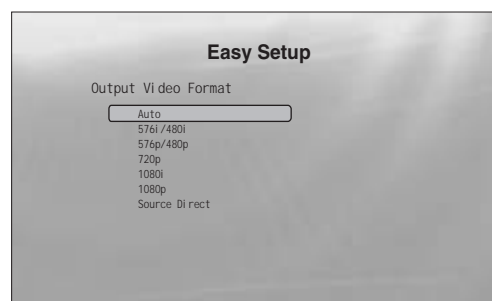 Easy Setup
Output Video Format
Auto
576i/480i
576p/480p
720p
1080i
1080p
Source Direct